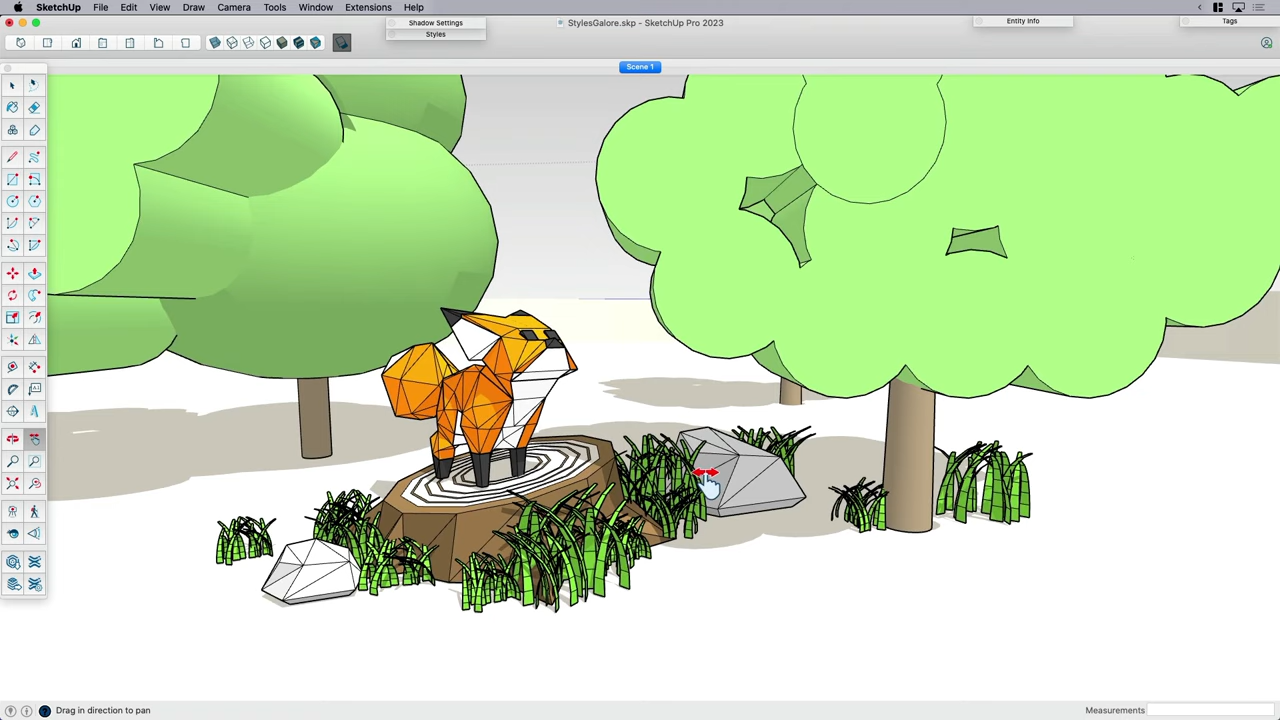 SketchUp File Edit View Draw Camera Tools Window Extensions Help
StylesGalore.skp - SketchUp Pro 2023
Shadow Settings
Styles
Entity Info
Tags
Scene 1
Drag in direction to pan
Measurements